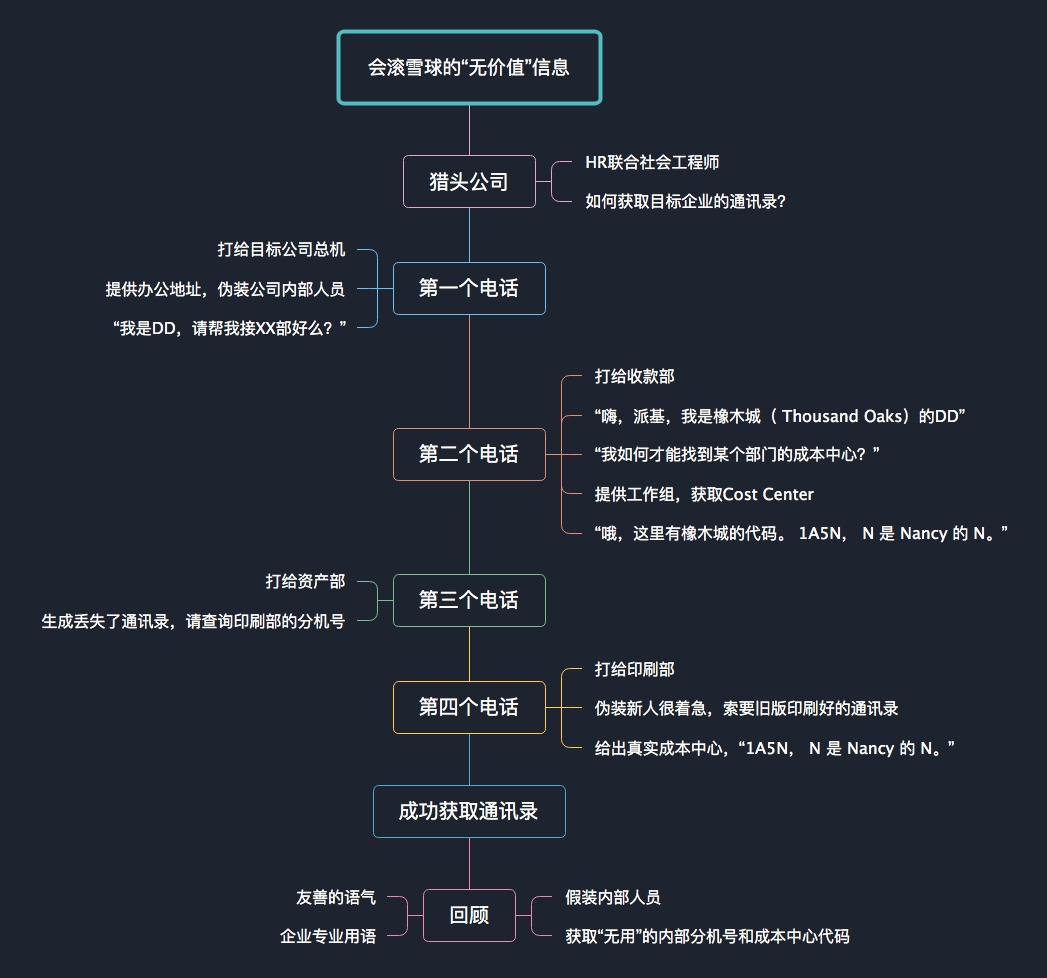 会滚雪球的“无价值”信息
猎头公司
HR联合社会工程师
如何获取目标企业的通讯录？
第一个电话
打给目标公司总机
提供办公地址，伪装公司内部人员
“我是DD，请帮我接XX部好么？”
第二个电话
打给收款部
“嗨，派基，我是橡木城（ Thousand Oaks）的DD”
“我如何才能找到某个部门的成本中心？”
提供工作组，获取Cost Center
“哦，这里有橡木城的代码。 1A5N， N 是 Nancy 的 N。”
第三个电话
打给资产部
生成丢失了通讯录，请查询印刷部的分机号
第四个电话
打给印刷部
伪装新人很着急，索要旧版印刷好的通讯录
给出真实成本中心，“1A5N， N 是 Nancy 的 N。”
成功获取通讯录
回顾
友善的语气
企业专业用语
假装内部人员
获取“无用”的内部分机号和成本中心代码